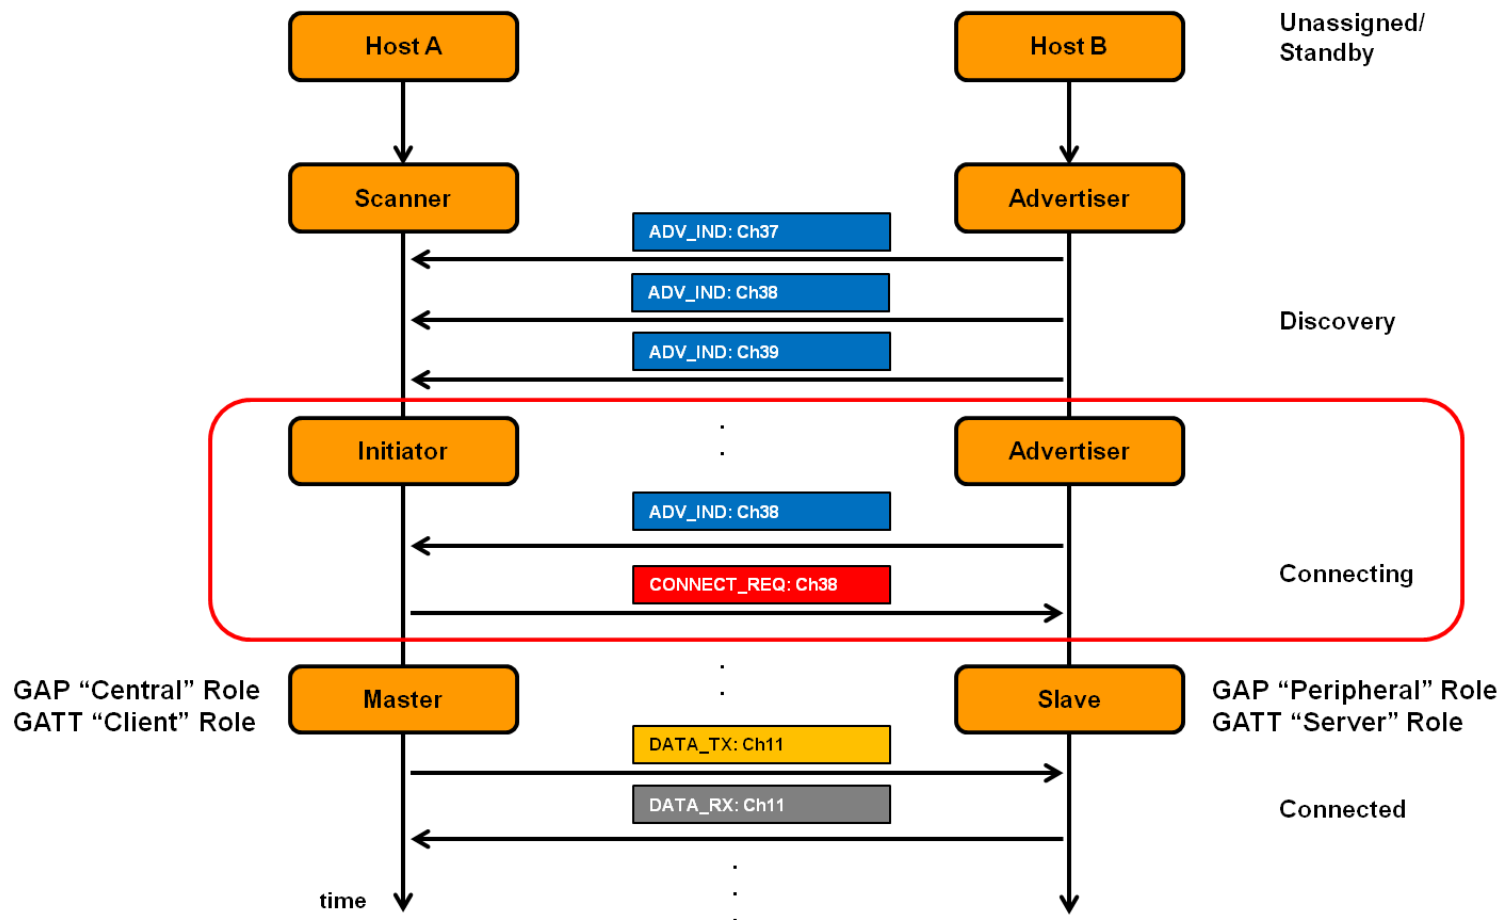 Host A
Host B
Unassigned/
Standby
Scanner
Advertiser
ADV_IND: Ch37
ADV_IND: Ch38
Discovery
ADV_IND: Ch39
Initiator
Advertiser
ADV_IND: Ch38
CONNECT_REQ: Ch38
Connecting
GAP “Central” Role
GATT “Client” Role
Master
Slave
GAP “Peripheral” Role
GATT “Server” Role
DATA_TX: Ch11
DATA_RX: Ch11
Connected
time